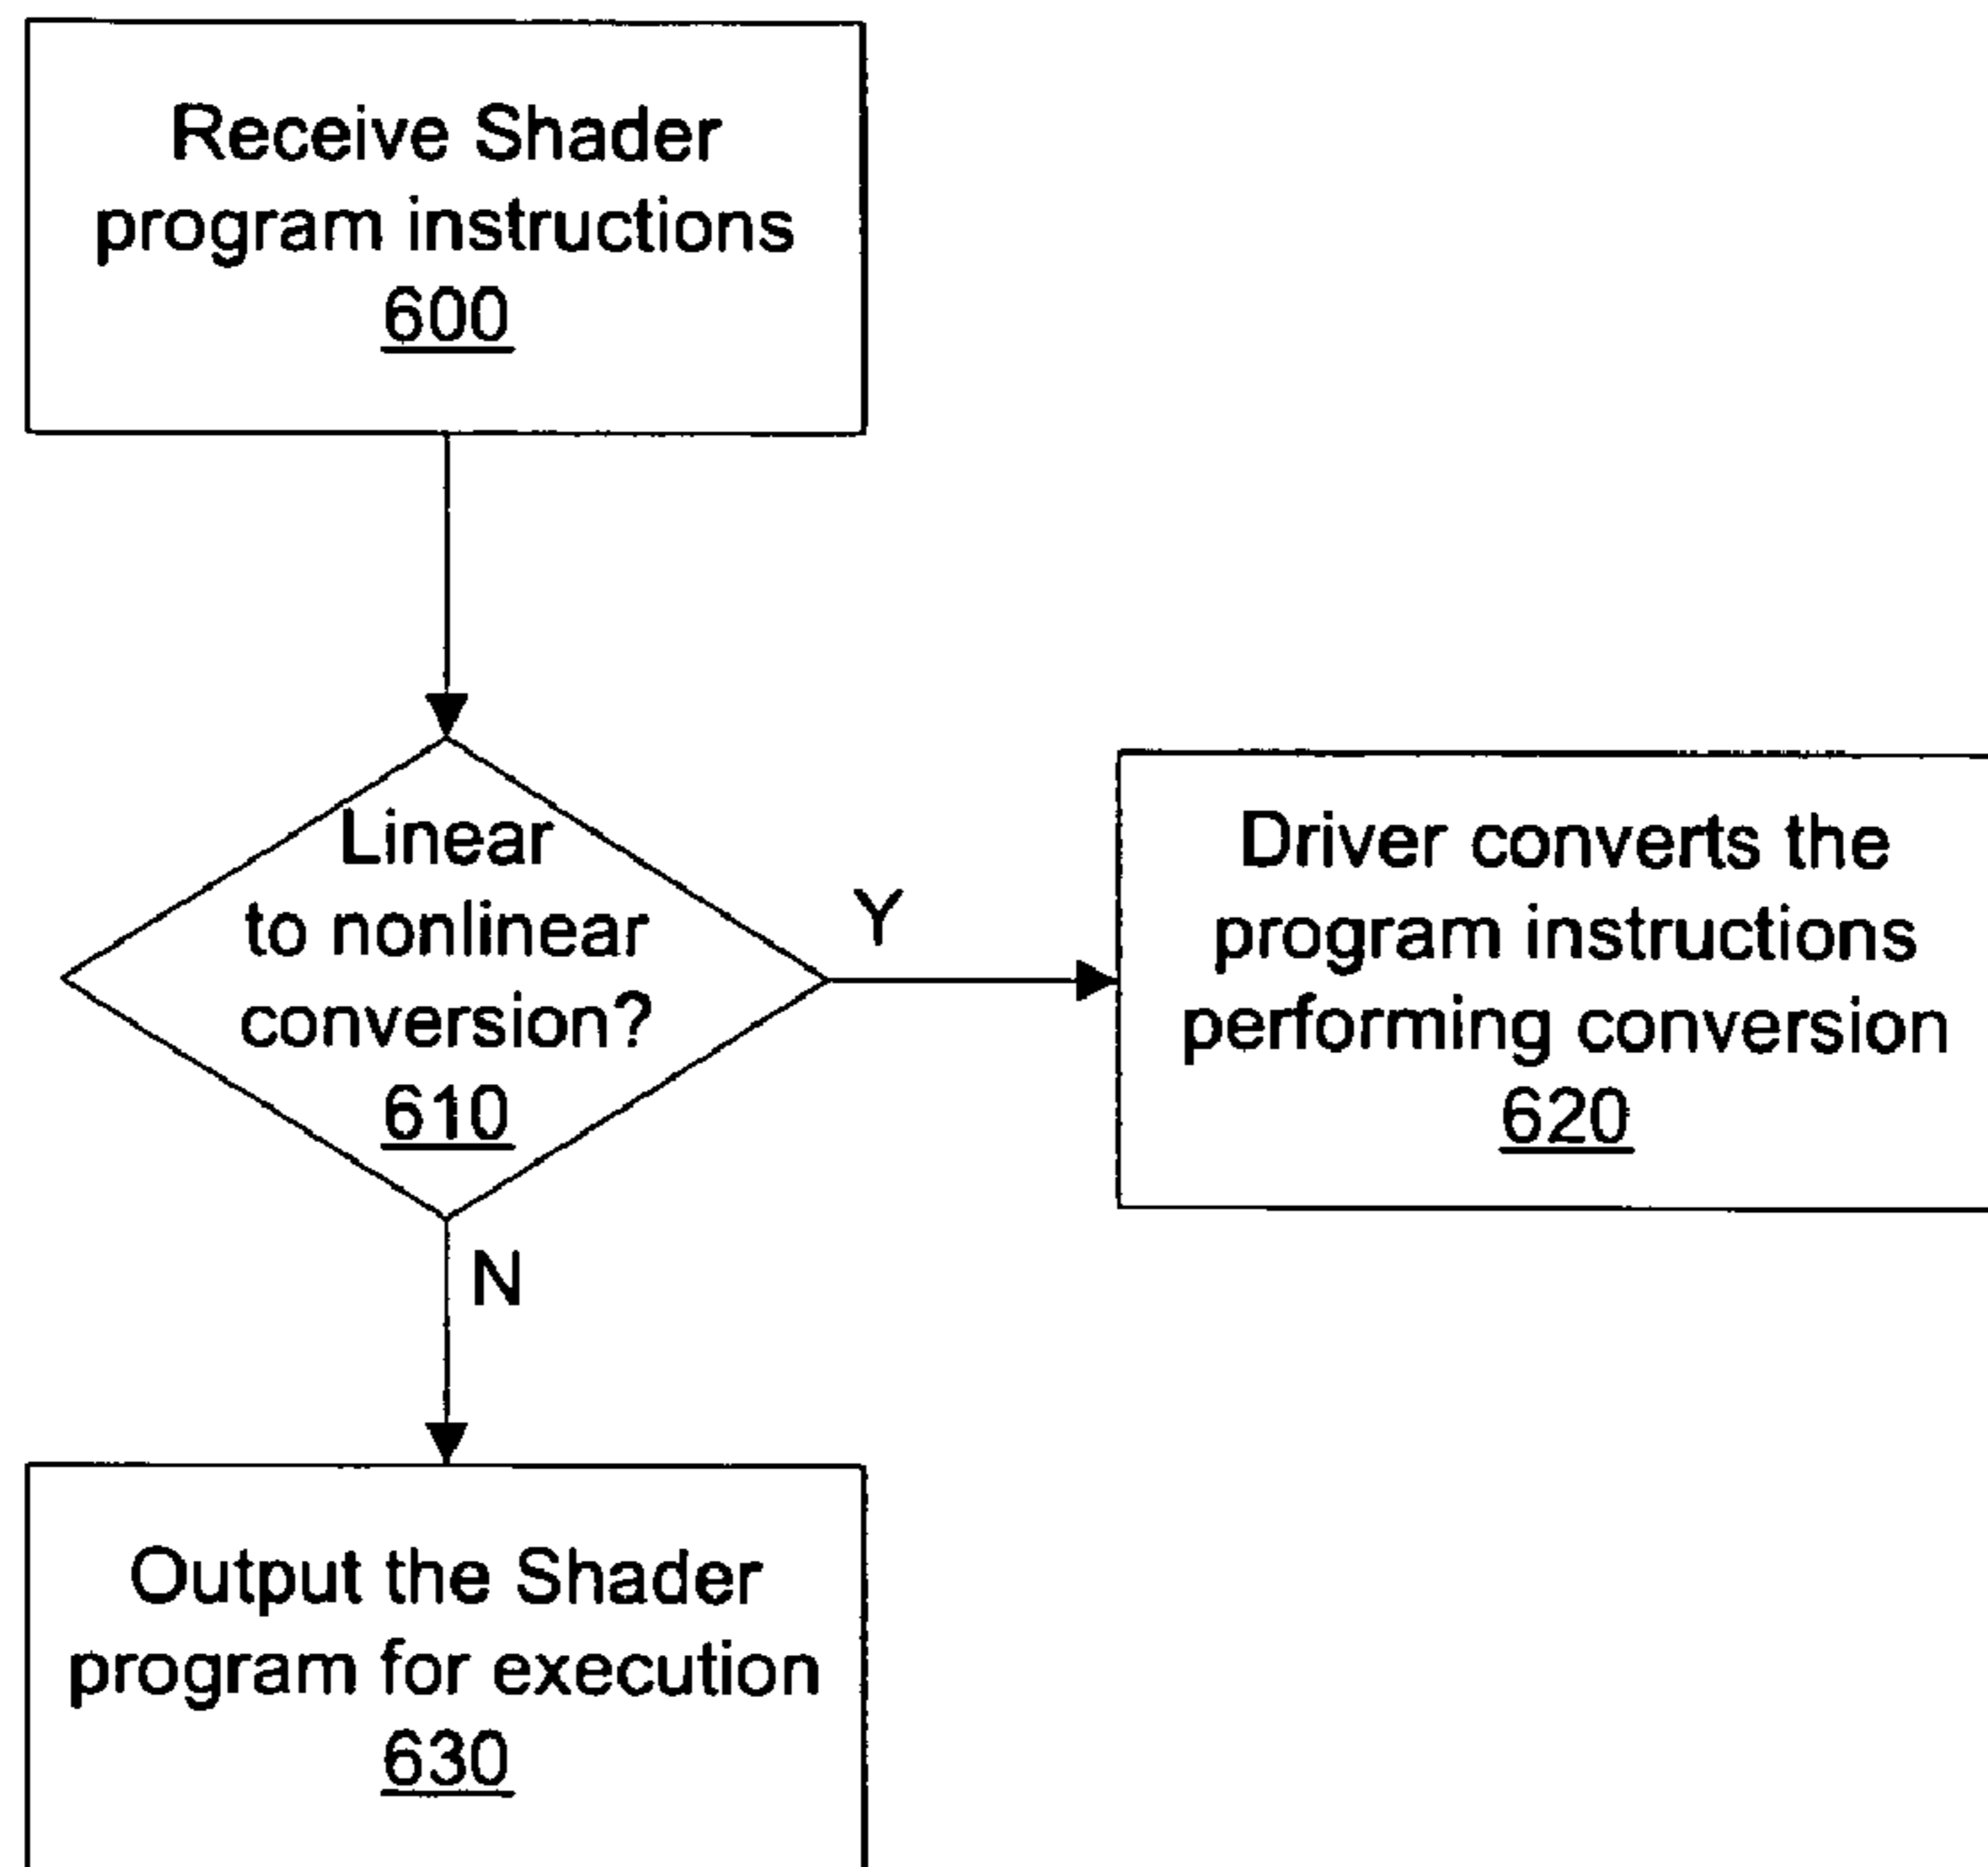 Receive Shader
program instructions
600
Linear
to nonlinear
conversion?
610
Y
Driver converts the
program instructions
performing conversion
620
N
Output the Shader
program for execution
630